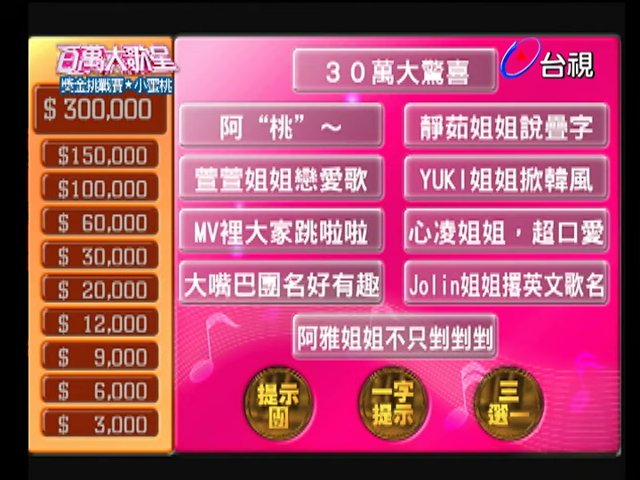 百萬大歌星
獎金挑戰賽★小蜜桃
台視
$300,000
$150,000
$100,000
$ 60,000
$ 30,000
$ 20,000
$ 12,000
$ 9,000
$ 6,000
$ 3,000
30萬大驚喜
阿“桃”～
靜茹姐姐說疊字
萱萱姐姐戀愛歌
YUKI姐姐掀韓風
MV裡大家跳啦啦
心凌姐姐，超口愛
大嘴巴團名好有趣
Jolin姐姐撂英文歌名
阿雅姐姐不只剉剉剉
提示
團
一字
提示
三
選一